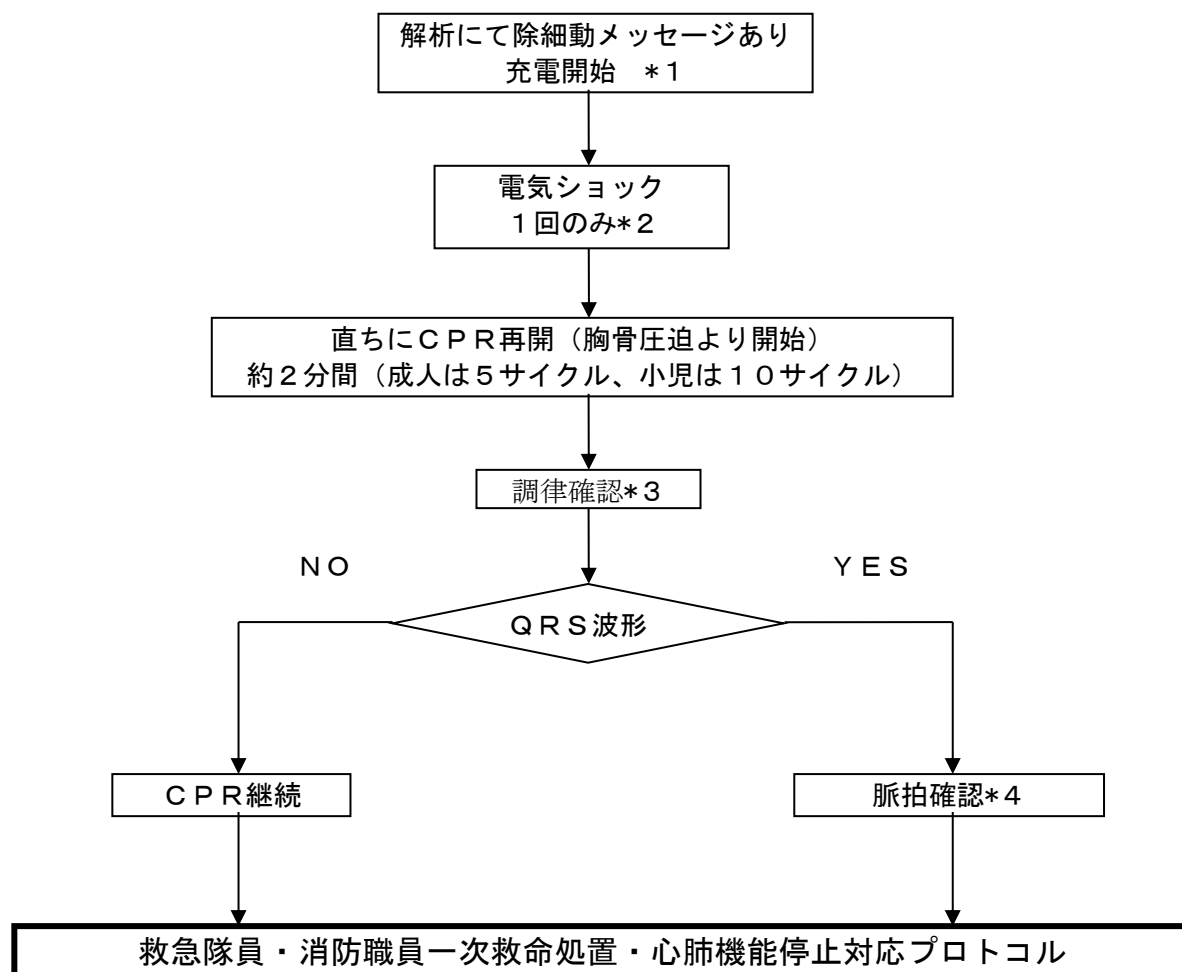 解析にて除細動メッセージあり
充電開始　*1
電気ショック
１回のみ*２
直ちにＣＰＲ再開（胸骨圧迫より開始）
約２分間（成人は５サイクル、小児は１０サイクル）
調律確認*３
ＮＯ
ＹＥＳ
ＱＲＳ波形
ＣＰＲ継続
脈拍確認*４
救急隊員・消防職員一次救命処置・心肺機能停止対応プロトコル